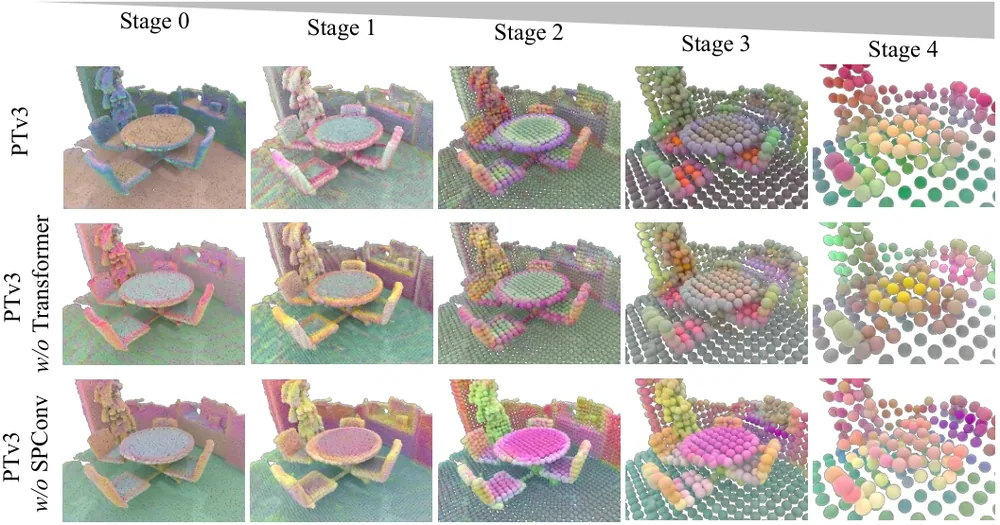 Stage 0
Stage 1
Stage 2
Stage 3
Stage 4
PTv3
PTv3
w/o Transformer
PTv3
w/o SPConv